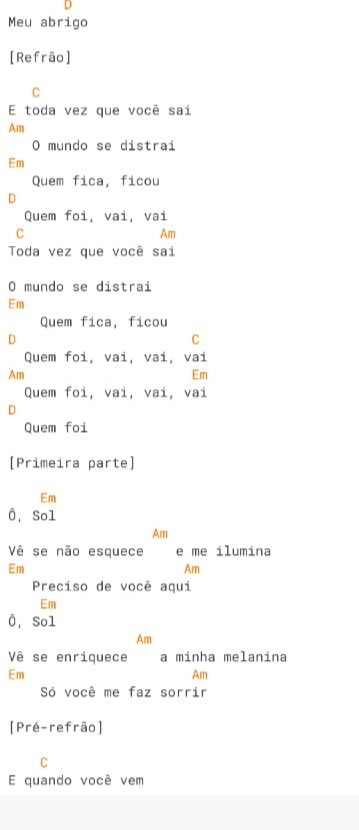 D
Meu abrigo
[Refrão]
C
E toda vez que você sai
Am
O mundo se distrai
Em
Quem fica, ficou
D
Quem foi, vai, vai
C Am
Toda vez que você sai
O mundo se distrai
Em
Quem fica, ficou
D C
Quem foi, vai, vai, vai
Am Em
Quem foi, vai, vai, vai
D
Quem foi
[Primeira parte]
Em
Ô, Sol
Am
Vê se não esquece e me ilumina
Em Am
Preciso de você aqui
Em
Ô, Sol
Am
Vê se enriquece a minha melanina
Em Am
Só você me faz sorrir
[Pré-refrão]
C
E quando você vem